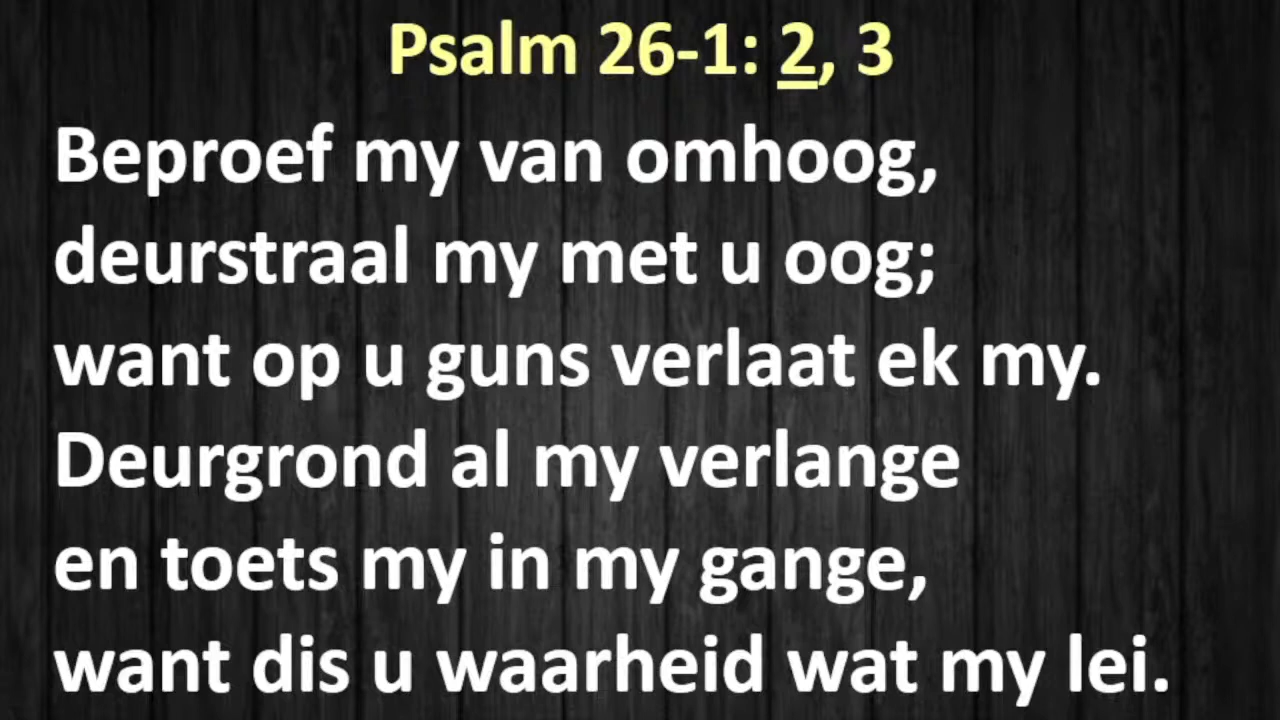 Psalm 26-1: 2, 3
Beproef my van omhoog,
deurstraal my met u oog;
want op u guns verlaat ek my.
Deurgrond al my verlange
en toets my in my gange,
want dis u waarheid wat my lei.